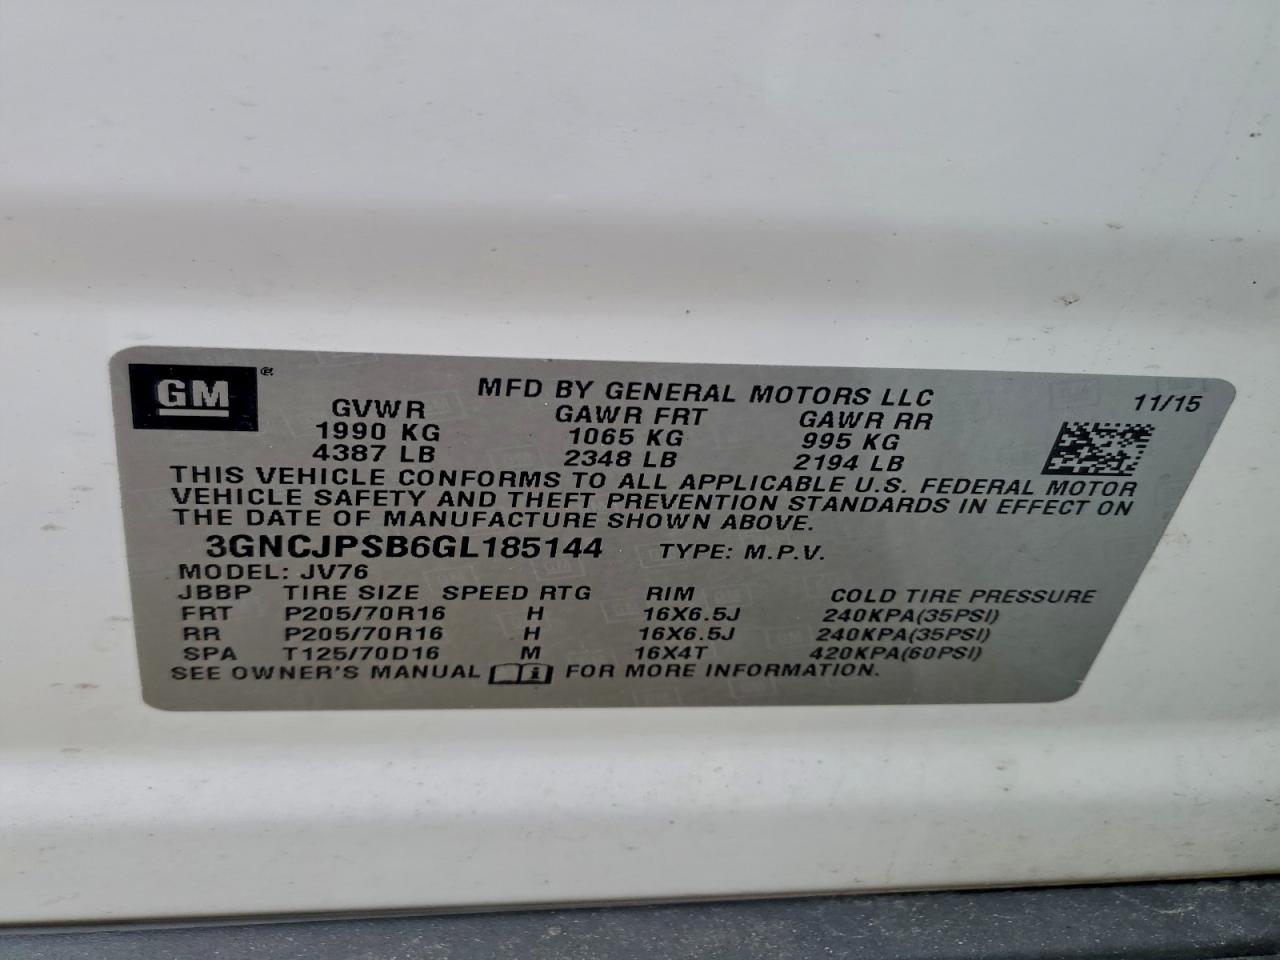 GM ®
MFD BY GENERAL MOTORS LLC 11/15
GVWR GAWR FRT GAWR RR
1990 KG 1065 KG 995 KG
4387 LB 2348 LB 2194 LB
THIS VEHICLE CONFORMS TO ALL APPLICABLE U.S. FEDERAL MOTOR
VEHICLE SAFETY AND THEFT PREVENTION STANDARDS IN EFFECT ON
THE DATE OF MANUFACTURE SHOWN ABOVE.
3GNCJPSB6GL185144 TYPE: M.P.V.
MODEL: JV76
JBBP TIRE SIZE SPEED RTG RIM COLD TIRE PRESSURE
FRT P205/70R16 H 16X6.5J 240KPA(35PSI)
RR P205/70R16 H 16X6.5J 240KPA(35PSI)
SPA T125/70D16 M 16X4T 420KPA(60PSI)
SEE OWNER'S MANUAL i FOR MORE INFORMATION.